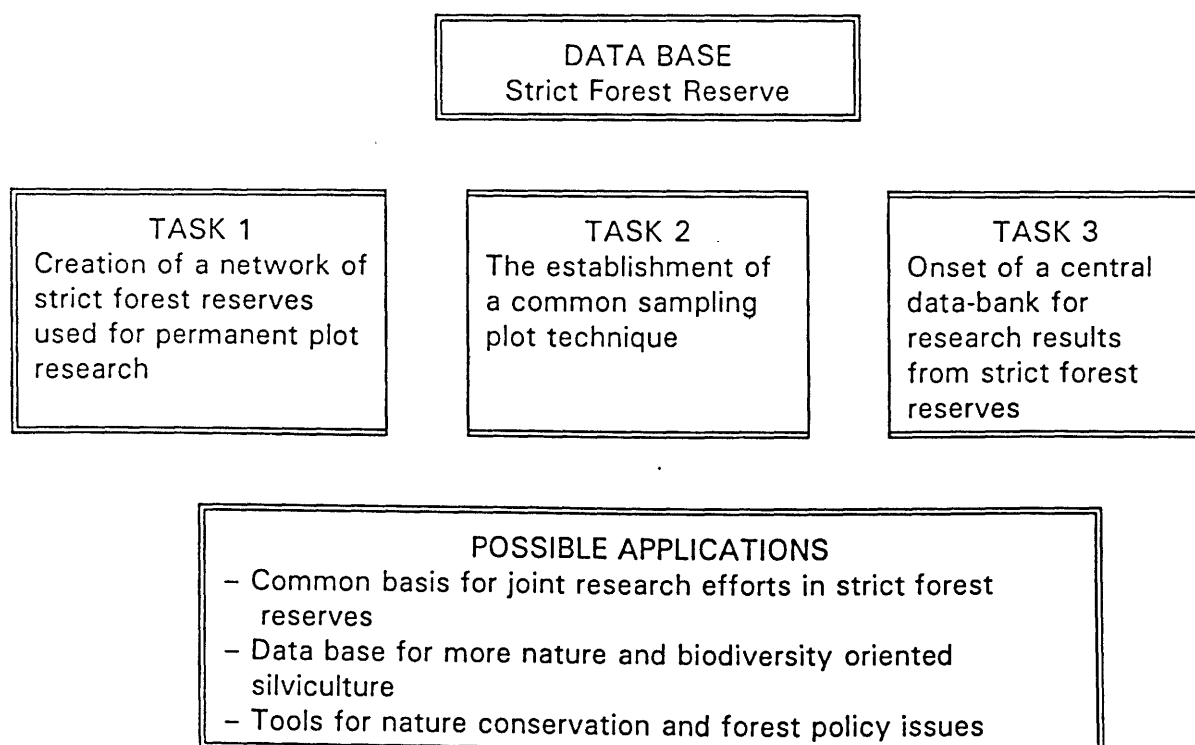 DATA BASE
Strict Forest Reserve
TASK 1
Creation of a network of
strict forest reserves
used for permanent plot
research
TASK 2
The establishment of
a common sampling
plot technique
TASK 3
Onset of a central
data-bank for
research results
from strict forest
reserves
POSSIBLE APPLICATIONS
– Common basis for joint research efforts in strict forest
reserves
– Data base for more nature and biodiversity oriented
silviculture
– Tools for nature conservation and forest policy issues